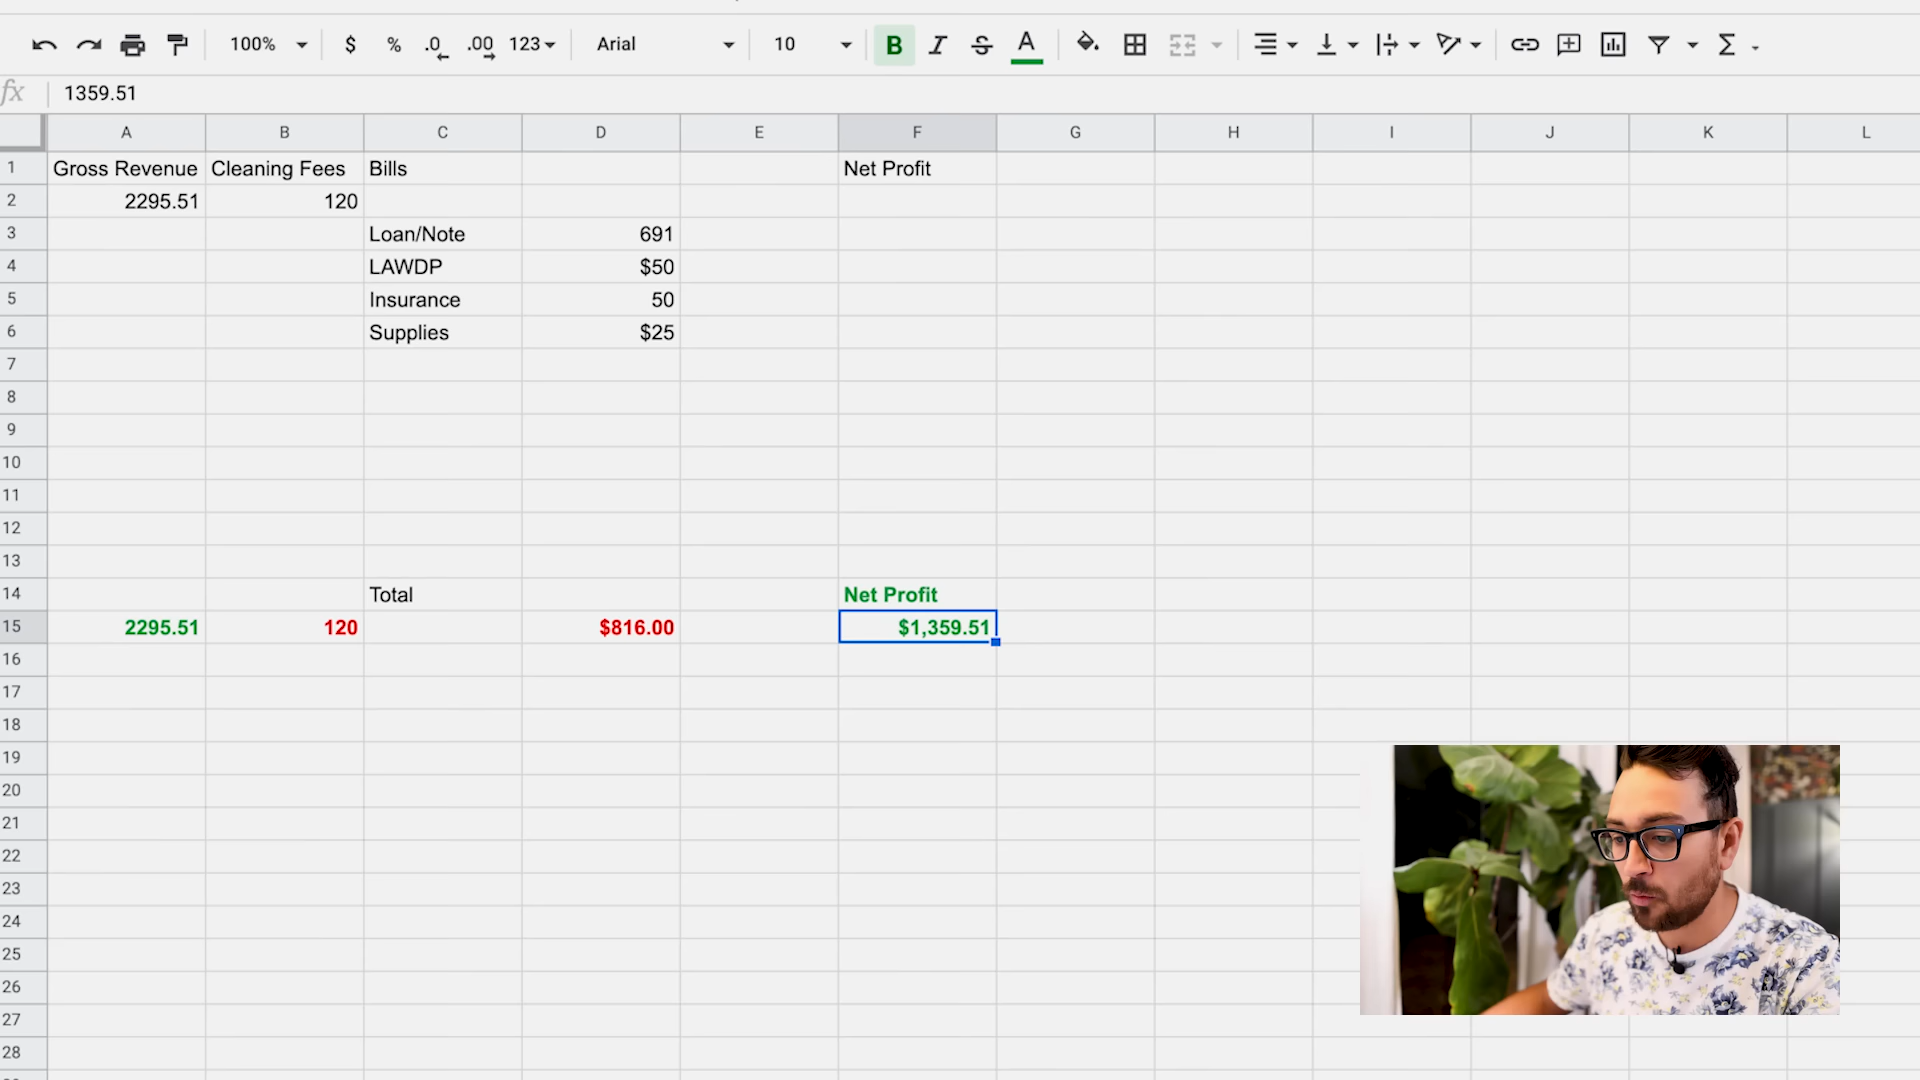 100% $ % .0 .00 123 Arial 10 B I S A Σ
fx 1359.51
A B C D E F G H I J K L
1 Gross Revenue Cleaning Fees Bills Net Profit
2 2295.51 120
3 Loan/Note 691
4 LAWDP $50
5 Insurance 50
6 Supplies $25
7
8
9
10
11
12
13
14 Total Net Profit
15 2295.51 120 $816.00 $1,359.51
16
17
18
19
20
21
22
23
24
25
26
27
28